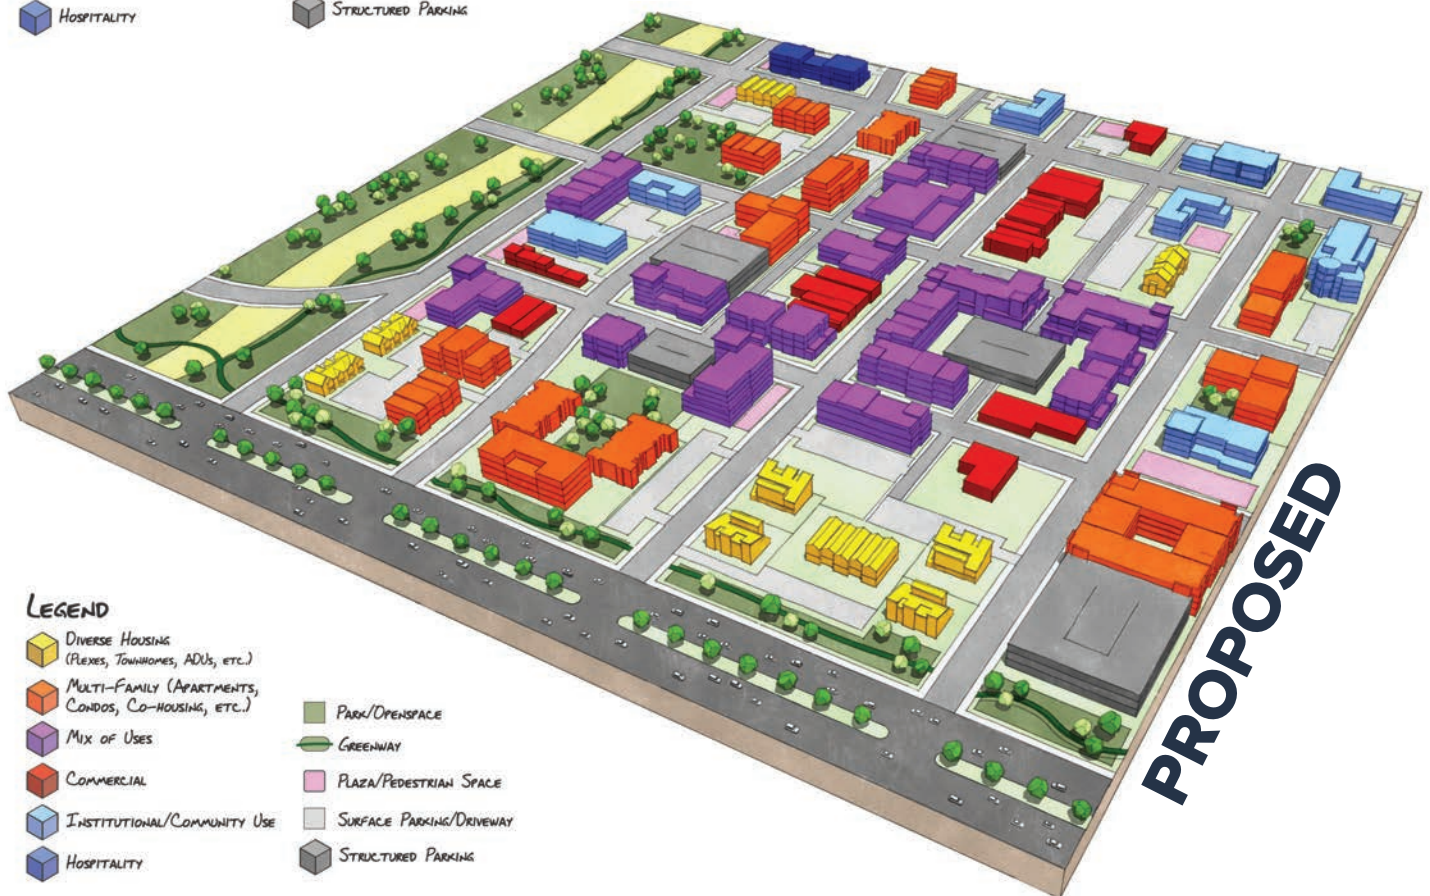 HOSPITALITY
STRUCTURED PARKING
LEGEND
DIVERSE HOUSING
(PLEXES, TOWNHOMES, ADUS, ETC.)
MULTI-FAMILY (APARTMENTS,
CONDOS, CO-HOUSING, ETC.)
MIX OF USES
COMMERCIAL
INSTITUTIONAL/COMMUNITY USE
HOSPITALITY
PARK/OPENSPACE
GREENWAY
PLAZA/PEDESTRIAN SPACE
SURFACE PARKING/DRIVEWAY
STRUCTURED PARKING
PROPOSED